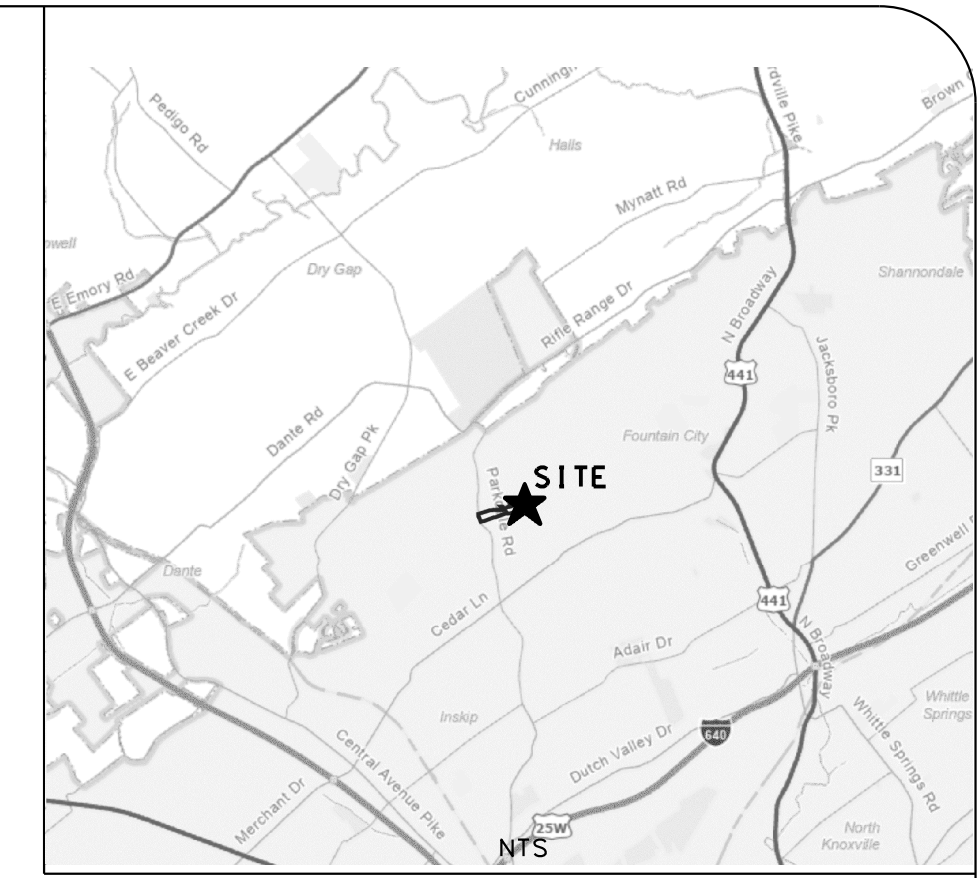 Pedigo Rd
Halls
Mynatt Rd
E Emory Rd
Dry Gap
Shannondale
E Beaver Creek Dr
Rifle Range Dr
N Broadway
441
Jacksboro Pk
Dante Rd
Dry Gap Pk
Fountain City
331
SITE
Greenwell
Dante
Cedar Ln
441
N Broadway
Adair Dr
Whittle
Springs
Inskip
640
Dutch Valley Dr
Whittle Springs Rd
Central Avenue Pike
Merchant Dr
25W
NTS
North
Knoxville